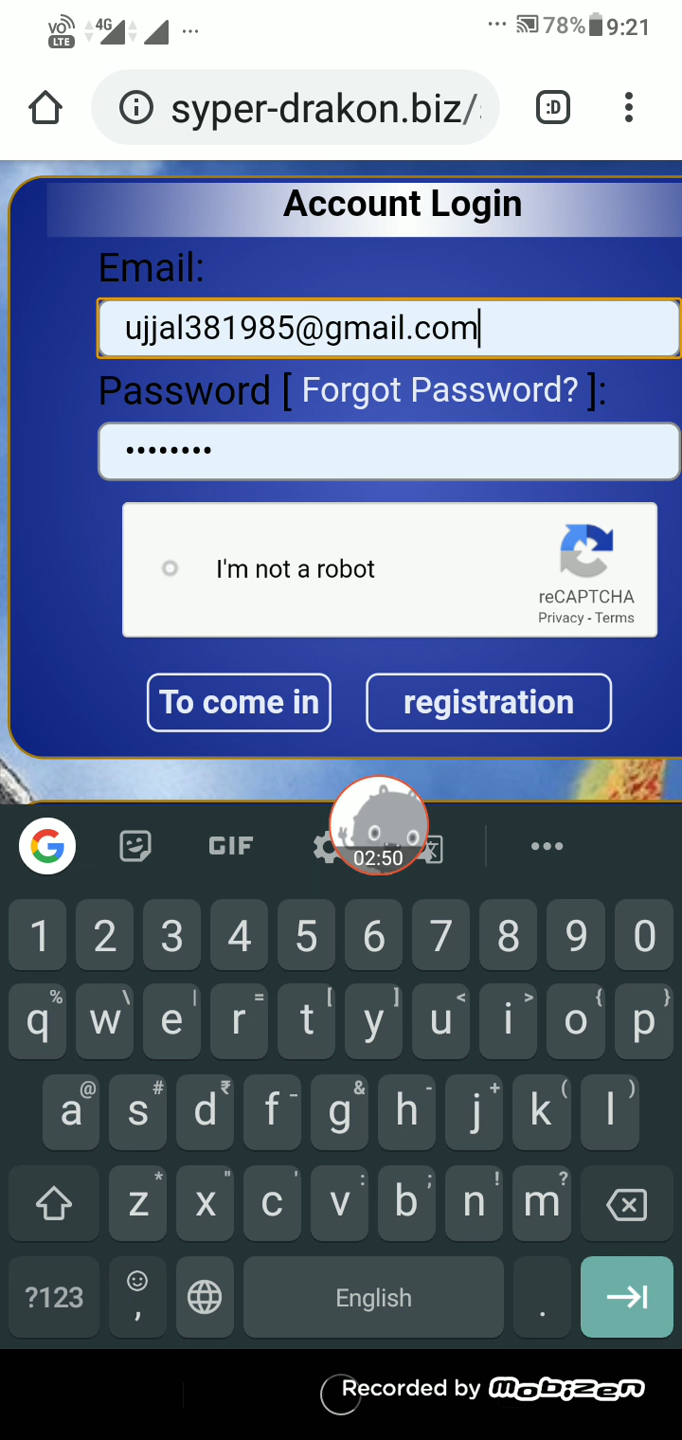 VO LTE 4G ... ... 78% 9:21
syper-drakon.biz/ :D
Account Login
Email:
ujjal381985@gmail.com
Password [ Forgot Password? ]:
••••••••
I'm not a robot
reCAPTCHA
Privacy - Terms
To come in registration
G GIF 02:50 •••
1 2 3 4 5 6 7 8 9 0
% \ | = [ ] < > { }
q w e r t y u i o p
@ # ₹ _ & - + ( )
a s d f g h j k l
* " ' : ; ! ?
z x c v b n m
?123 , English .
Recorded by mobizen